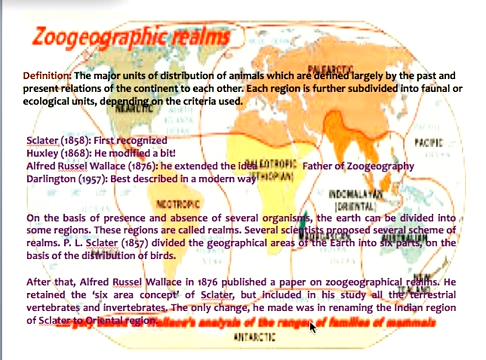 Zoogeographic realms
Definition: The major units of distribution of animals which are defined largely by the past and
present relations of the continent to each other. Each region is further subdivided into faunal or
ecological units, depending on the criteria used.
PALEARCTIC
NEARCTIC
Sclater (1858): First recognized
Huxley (1868): He modified a bit!
PACIFIC
Alfred Russel Wallace (1876): he extended the idea Father of Zoogeography
PALEOTROPIC
(ETHIOPIAN)
Darlington (1957): Best described in a modern way
INDOMALAYAN
(ORIENTAL)
NEOTROPIC
On the basis of presence and absence of several organisms, the earth can be divided into
some regions. These regions are called realms. Several scientists proposed several scheme of
MADAGASCAR
AUSTRALIAN
realms. P. L. Sclater (1857) divided the geographical areas of the Earth into six parts, on the
basis of the distribution of birds.
NEW
ZEALAND
After that, Alfred Russel Wallace in 1876 published a paper on zoogeographical realms. He
retained the ‘six area concept’ of Sclater, but included in his study all the terrestrial
vertebrates and invertebrates. The only change, he made was in renaming the Indian region
of Sclater to Oriental region.
Wallace's analysis of the ranges of families of mammals
ANTARCTIC